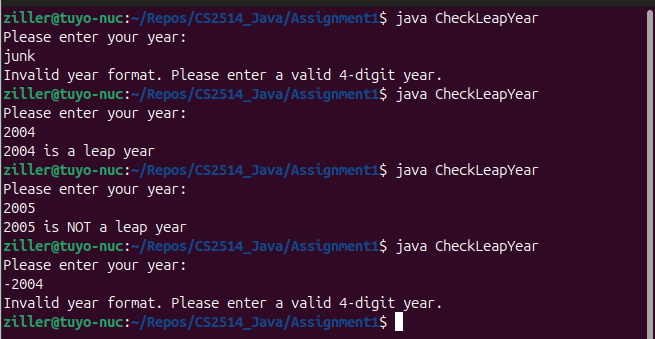 ziller@tuyo-nuc:~/Repos/CS2514_Java/Assignment1$ java CheckLeapYear
Please enter your year:
junk
Invalid year format. Please enter a valid 4-digit year.
ziller@tuyo-nuc:~/Repos/CS2514_Java/Assignment1$ java CheckLeapYear
Please enter your year:
2004
2004 is a leap year
ziller@tuyo-nuc:~/Repos/CS2514_Java/Assignment1$ java CheckLeapYear
Please enter your year:
2005
2005 is NOT a leap year
ziller@tuyo-nuc:~/Repos/CS2514_Java/Assignment1$ java CheckLeapYear
Please enter your year:
-2004
Invalid year format. Please enter a valid 4-digit year.
ziller@tuyo-nuc:~/Repos/CS2514_Java/Assignment1$